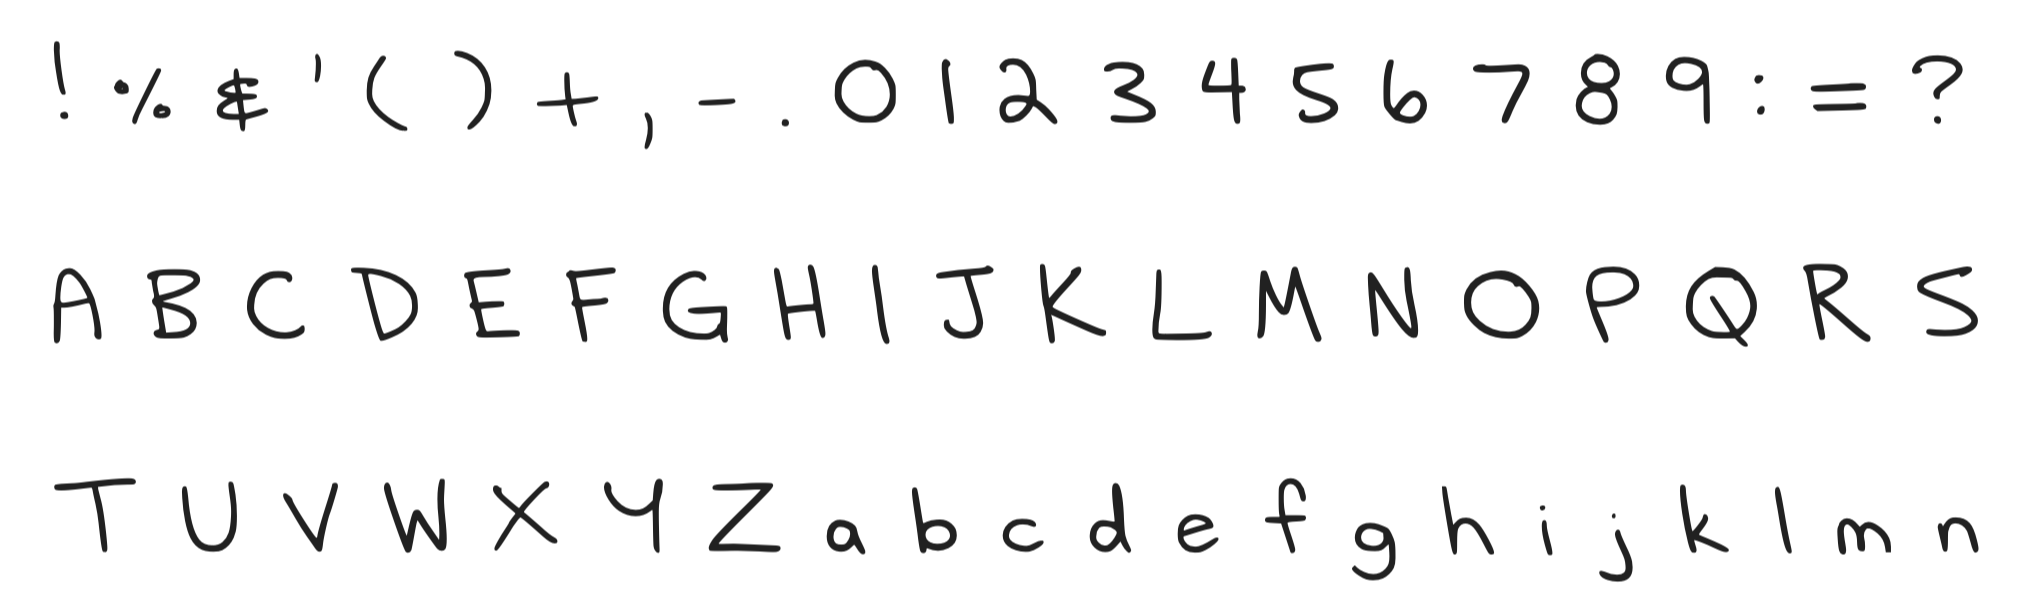 ! % & ' ( ) + , - . 0 1 2 3 4 5 6 7 8 9 : = ?
A B C D E F G H I J K L M N O P Q R S
T U V W X Y Z a b c d e f g h i j k l m n